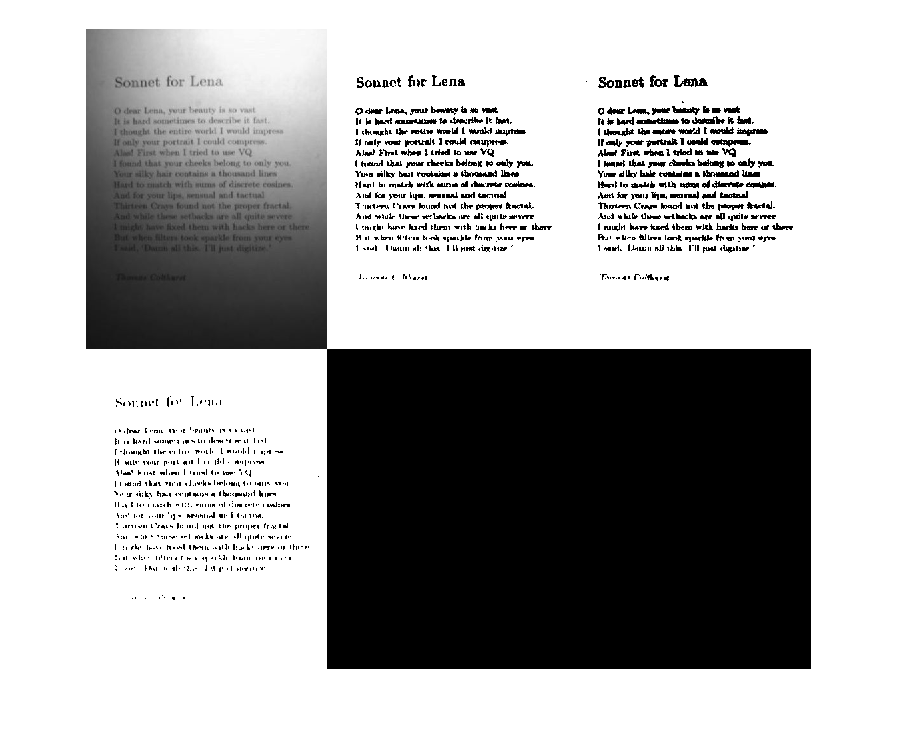 Sonnet for Lena
O dear Lena, your beauty is so vast
It is hard sometimes to describe it fast.
I thought the entire world I would impress
If only your portrait I could compress.
Alas! First when I tried to use VQ
I found that your cheeks belong to only you.
Your silky hair contains a thousand lines
Hard to match with sums of discrete cosines.
And for your lips, sensual and tactual
Thirteen Crays found not the proper fractal.
And while these setbacks are all quite severe
I might have fixed them with hacks here or there
But when filters took sparkle from your eyes
I said, 'Damn all this. I'll just digitize.'
Thomas Colthurst
Sonnet for Lena
O dear Lena, your beauty is so vast
It is hard sometimes to describe it fast.
I thought the entire world I would impress
If only your portrait I could compress.
Alas! First when I tried to use VQ
I found that your cheeks belong to only you.
Your silky hair contains a thousand lines
Hard to match with sums of discrete cosines.
And for your lips, sensual and tactual
Thirteen Crays found not the proper fractal.
And while these setbacks are all quite severe
I might have fixed them with hacks here or there
But when filters took sparkle from your eyes
I said, 'Damn all this. I'll just digitize.'
Sonnet for Lena
O dear Lena, your beauty is so vast
It is hard sometimes to describe it fast.
I thought the entire world I would impress
If only your portrait I could compress.
Alas! First when I tried to use VQ
I found that your cheeks belong to only you.
Your silky hair contains a thousand lines
Hard to match with sums of discrete cosines.
And for your lips, sensual and tactual
Thirteen Crays found not the proper fractal.
And while these setbacks are all quite severe
I might have fixed them with hacks here or there
But when filters took sparkle from your eyes
I said, 'Damn all this. I'll just digitize.'
Thomas Colthurst
Sonnet for Lena
O dear Lena, your beauty is so vast
It is hard sometimes to describe it fast
I thought the entire world I would impress
If only your portrait I could compress
Alas! First when I tried to use VQ
I found that your cheeks belong to only you
Your silky hair contains a thousand lines
Hard to match with sums of discrete cosines
And for your lips, sensual and tactual
Thirteen Crays found not the proper fractal
And while these setbacks are all quite severe
I might have fixed them with hacks here or there
But when filters took sparkle from your eyes